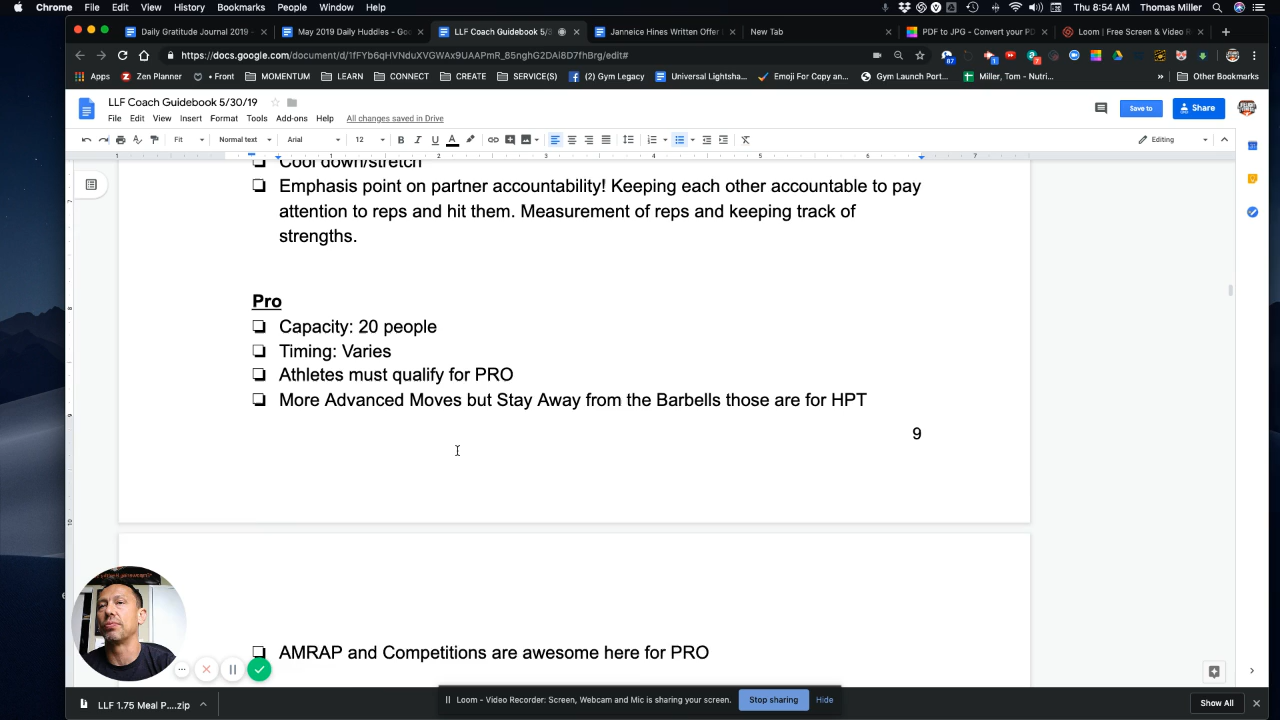 Chrome File Edit View History Bookmarks People Window Help Thu 8:54 AM Thomas Miller
Daily Gratitude Journal 2019 - May 2019 Daily Huddles - Goo LLF Coach Guidebook 5/3 Janneice Hines Written Offer New Tab PDF to JPG - Convert your PD Loom | Free Screen & Video R
https://docs.google.com/document/d/1fFYb6qHVNduXVGWAx9UAAPmR_85nghG2DAi8D7fhBrg/edit#
Apps Zen Planner Front MOMENTUM LEARN CONNECT CREATE SERVICE(S) (2) Gym Legacy Universal Lightsha... Emoji For Copy an... Gym Launch Port... Miller, Tom - Nutri... » Other Bookmarks
LLF Coach Guidebook 5/30/19
File Edit View Insert Format Tools Add-ons Help All changes saved in Drive
Save to Share
Fit Normal text Arial 12 B I U A Editing
Cool down/stretch
Emphasis point on partner accountability! Keeping each other accountable to pay
attention to reps and hit them. Measurement of reps and keeping track of
strengths.
Pro
Capacity: 20 people
Timing: Varies
Athletes must qualify for PRO
More Advanced Moves but Stay Away from the Barbells those are for HPT
9
AMRAP and Competitions are awesome here for PRO
Loom - Video Recorder: Screen, Webcam and Mic is sharing your screen. Stop sharing Hide
LLF 1.75 Meal P....zip Show All